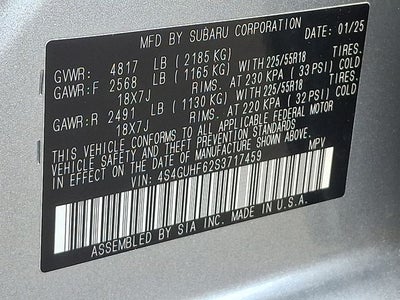 MFD BY SUBARU CORPORATION DATE: 01/25
GVWR: 4817 LB (2185 KG)
GAWR: F 2568 LB (1165 KG) WITH 225/55R18 TIRES.
18X7J RIMS. AT 230 KPA (33 PSI) COLD
GAWR: R 2491 LB (1130 KG) WITH 225/55R18 TIRES.
18X7J RIMS. AT 220 KPA (32 PSI) COLD
THIS VEHICLE CONFORMS TO ALL APPLICABLE FEDERAL MOTOR
VEHICLE SAFETY, BUMPER, AND THEFT PREVENTION STANDARDS
IN EFFECT ON THE DATE OF MANUFACTURE SHOWN ABOVE.
VIN: 4S4GUHF62S3717459 MPV
ASSEMBLED BY SIA INC. MADE IN U.S.A.